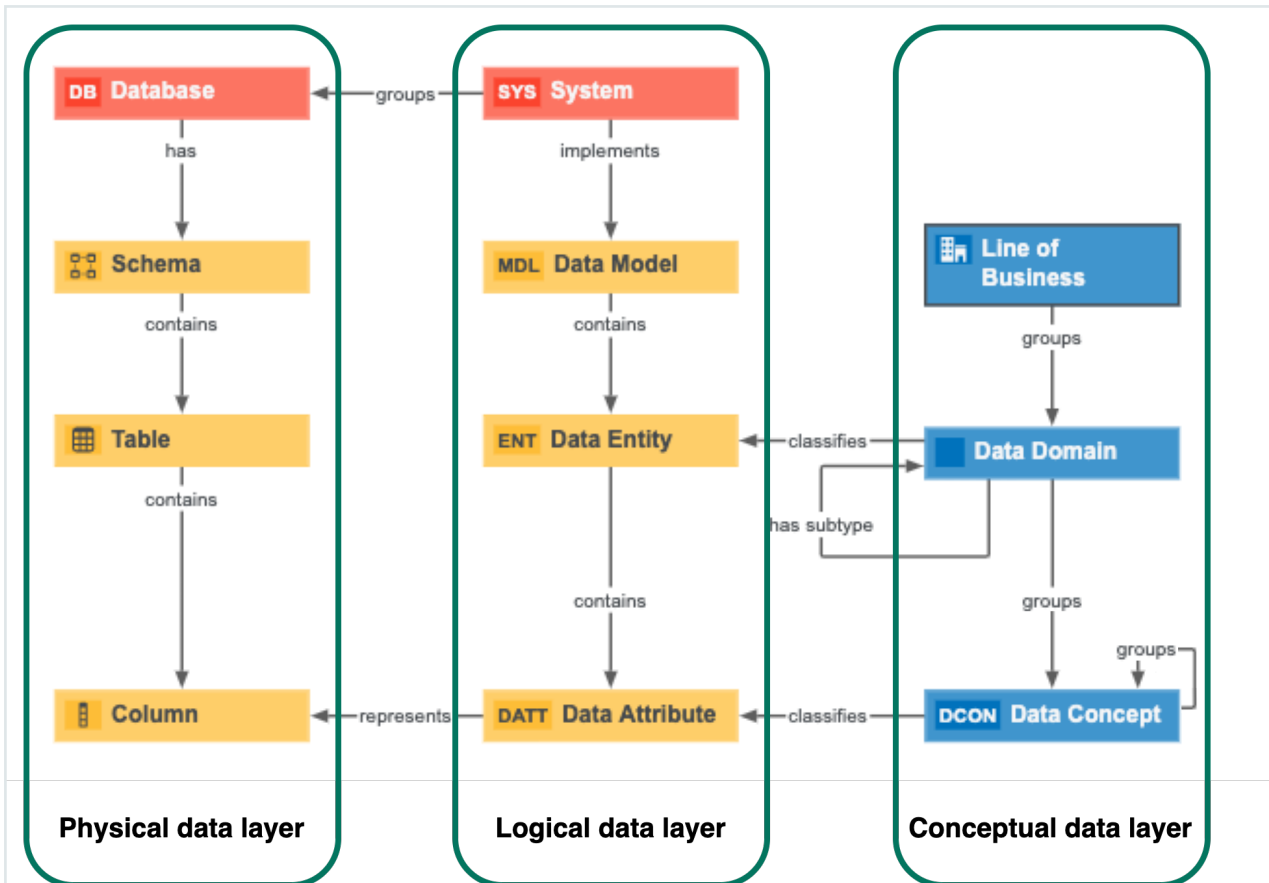 DB Database
groups
SYS System
has
implements
Schema
MDL Data Model
Line of
Business
contains
contains
groups
Table
ENT Data Entity
classifies
Data Domain
contains
has subtype
contains
groups
groups
Column
represents
DATT Data Attribute
classifies
DCON Data Concept
Physical data layer
Logical data layer
Conceptual data layer